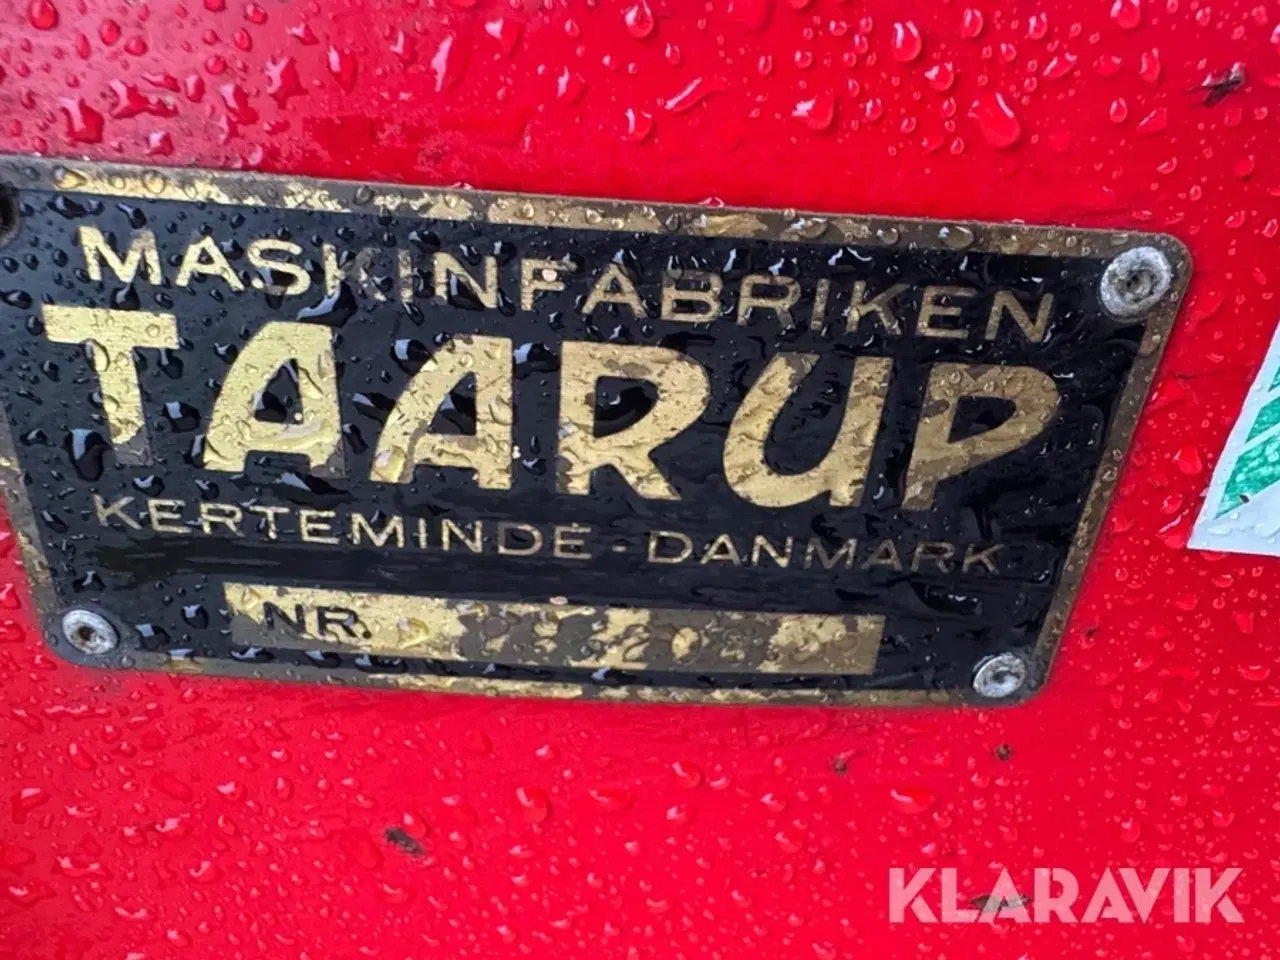 MASKINFABRIKEN
TAARUP
KERTEMINDE-DANMARK
NR.
KLARAVIK